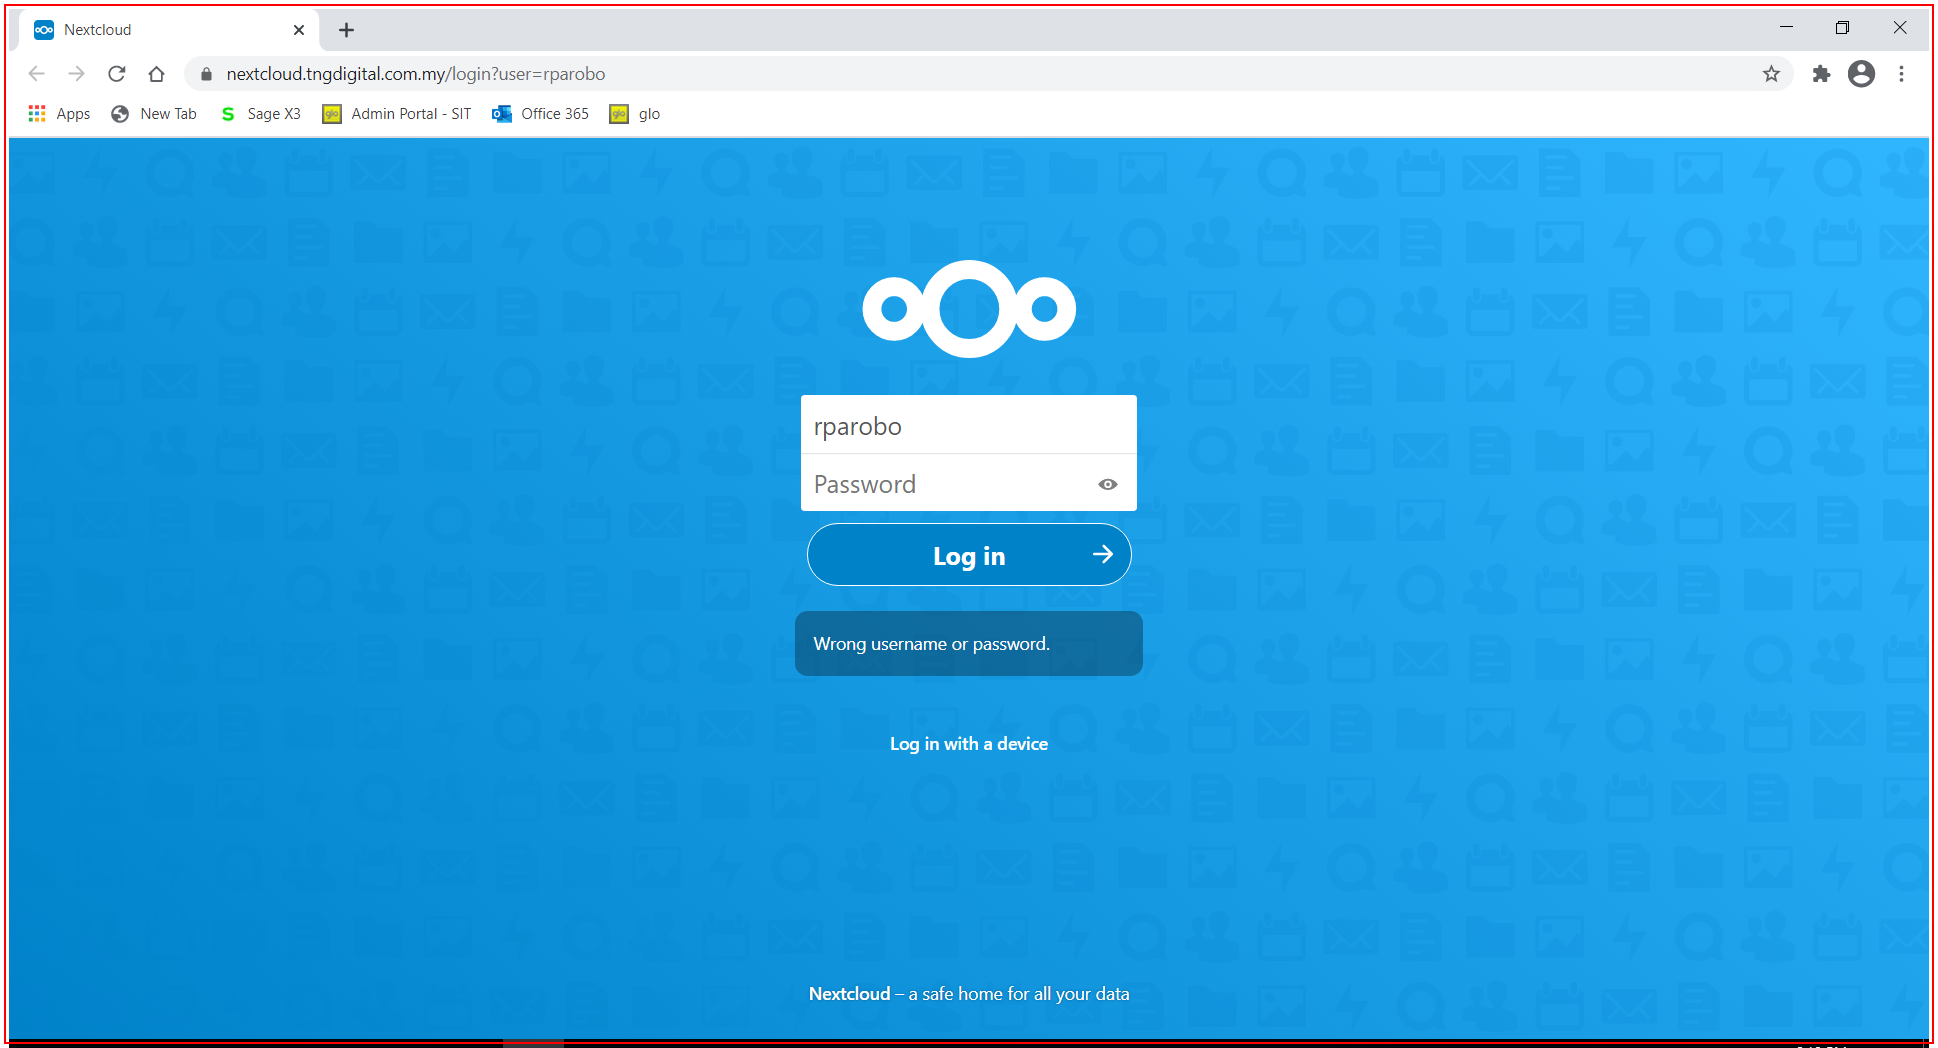 Nextcloud
nextcloud.tngdigital.com.my/login?user=rparobo
Apps New Tab S Sage X3 glo Admin Portal - SIT Office 365 glo glo
rparobo
Password
Log in
Wrong username or password.
Log in with a device
Nextcloud – a safe home for all your data